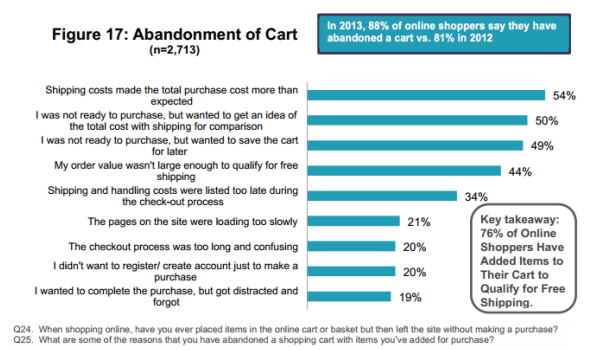 Figure 17: Abandonment of Cart
(n=2,713)
In 2013, 88% of online shoppers say they have
abandoned a cart vs. 81% in 2012
Shipping costs made the total purchase cost more than
expected
54%
I was not ready to purchase, but wanted to get an idea of
the total cost with shipping for comparison
50%
I was not ready to purchase, but wanted to save the cart
for later
49%
My order value wasn't large enough to qualify for free
shipping
44%
Shipping and handling costs were listed too late during
the check-out process
34%
The pages on the site were loading too slowly
21%
The checkout process was too long and confusing
20%
I didn't want to register/ create account just to make a
purchase
20%
I wanted to complete the purchase, but got distracted and
forgot
19%
Key takeaway:
76% of Online
Shoppers Have
Added Items to
Their Cart to
Qualify for Free
Shipping.
Q24. When shopping online, have you ever placed items in the online cart or basket but then left the site without making a purchase?
Q25. What are some of the reasons that you have abandoned a shopping cart with items you've added for purchase?